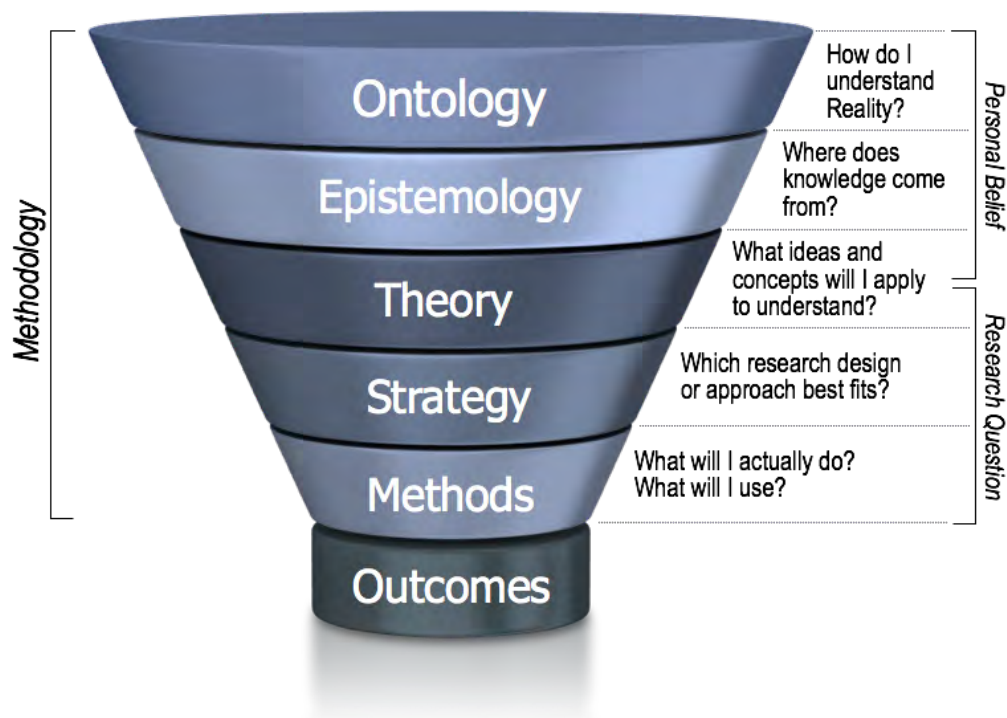 Methodology
Ontology
How do I
understand
Reality?
Epistemology
Where does
knowledge come
from?
Personal Belief
Theory
What ideas and
concepts will I apply
to understand?
Strategy
Which research design
or approach best fits?
Methods
What will I actually do?
What will I use?
Research Question
Outcomes